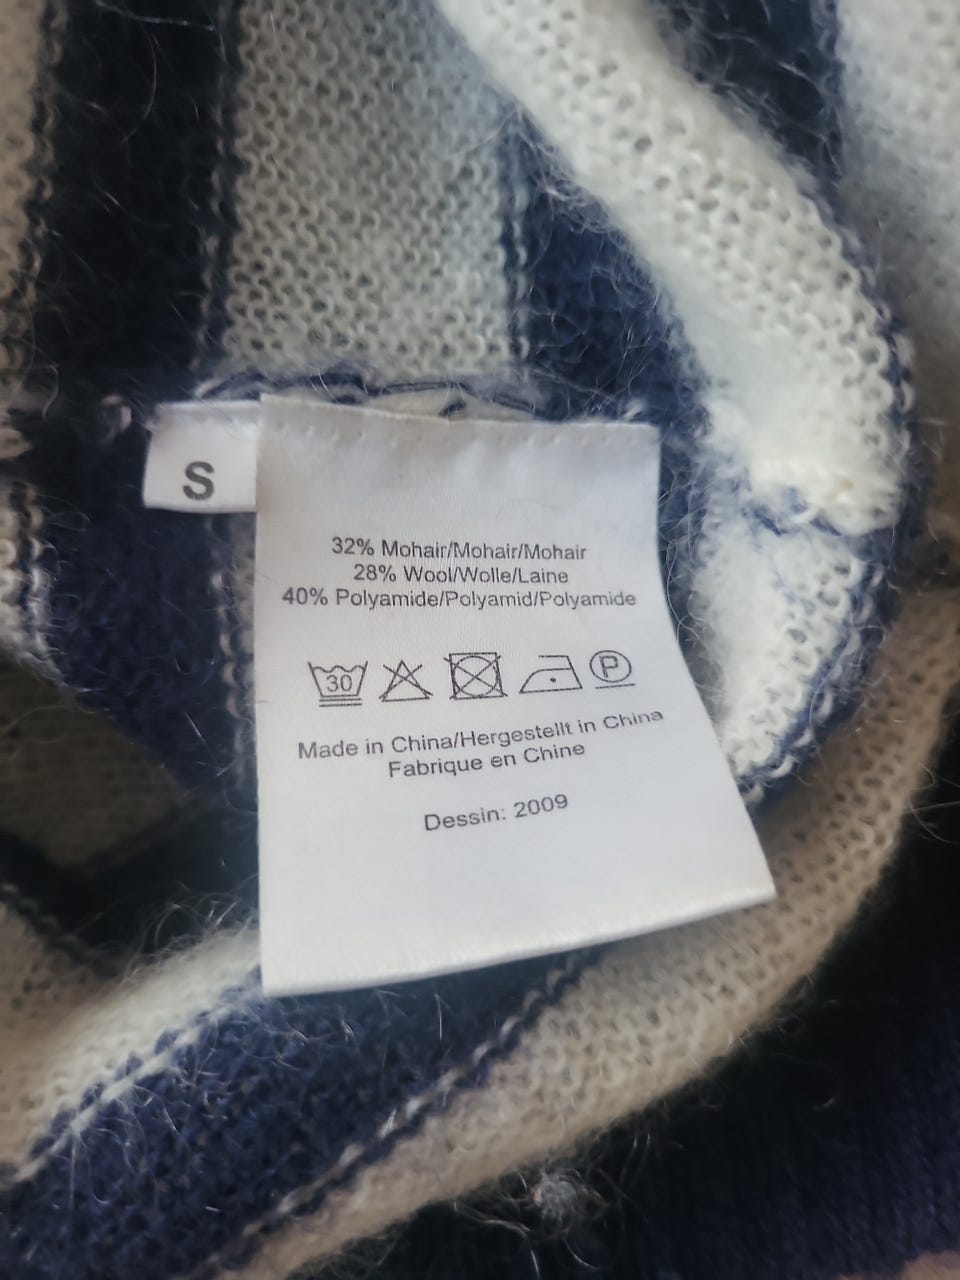 S
32% Mohair/Mohair/Mohair
28% Wool/Wolle/Laine
40% Polyamide/Polyamid/Polyamide
30 P
Made in China/Hergestellt in China
Fabrique en Chine
Dessin: 2009